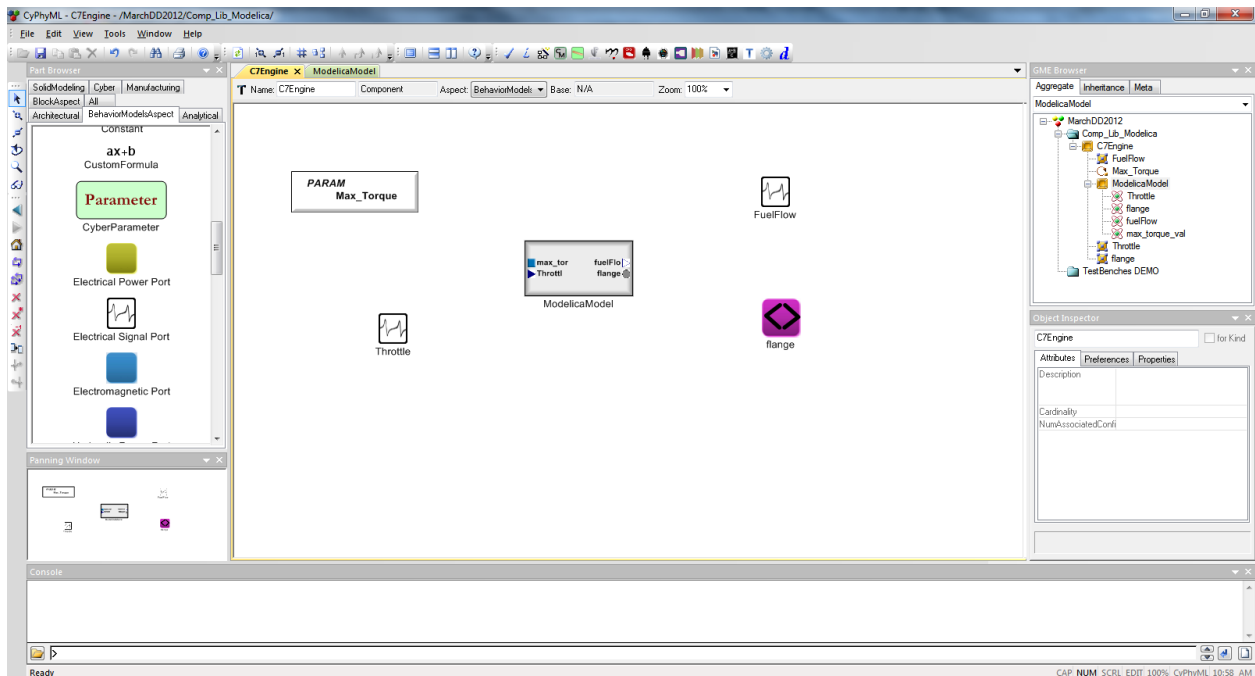 CyPhyML - C7Engine - /MarchDD2012/Comp_Lib_Modelica/
File Edit View Tools Window Help
Part Browser
SolidModeling Cyber Manufacturing
BlockAspect All
Architectural BehaviorModelsAspect Analytical
Constant
ax+b
CustomFormula
Parameter
CyberParameter
Electrical Power Port
Electrical Signal Port
Electromagnetic Port
Panning Window
C7Engine X ModelicaModel
Name: C7Engine Component Aspect: BehaviorModels Base: N/A Zoom: 100%
PARAM
Max_Torque
FuelFlow
max_tor fuelFlo
Throttl flange
ModelicaModel
Throttle
flange
GME Browser
Aggregate Inheritance Meta
ModelicaModel
MarchDD2012
Comp_Lib_Modelica
C7Engine
FuelFlow
Max_Torque
ModelicaModel
Throttle
flange
fuelFlow
max_torque_val
Throttle
flange
TestBenches DEMO
Object Inspector
C7Engine for Kind
Attributes Preferences Properties
Description
Cardinality
NumAssociatedConfi
Console
Ready
CAP NUM SCRL EDIT 100% CyPhyML 10:58 AM